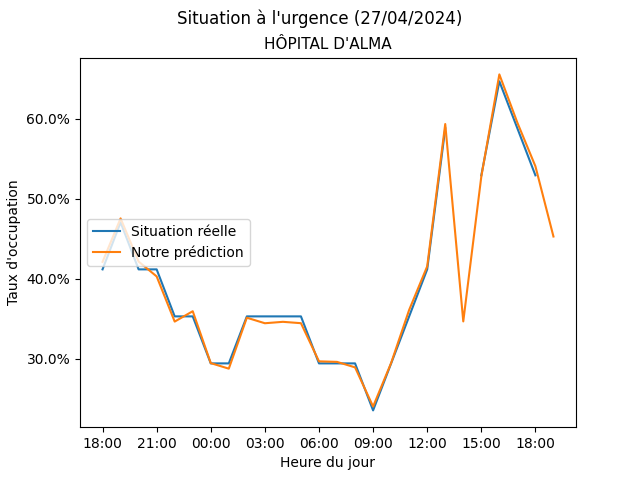 Situation à l'urgence (27/04/2024)
HÔPITAL D'ALMA
60.0%
50.0%
40.0%
30.0%
Taux d'occupation
Situation réelle
Notre prédiction
18:00 21:00 00:00 03:00 06:00 09:00 12:00 15:00 18:00
Heure du jour